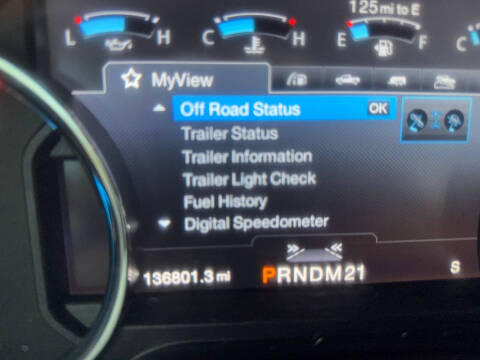 125 mi to E
L H C H E F C
MyView
Off Road Status OK
Trailer Status
Trailer Information
Trailer Light Check
Fuel History
Digital Speedometer
136801.3 mi PRNDM21 S